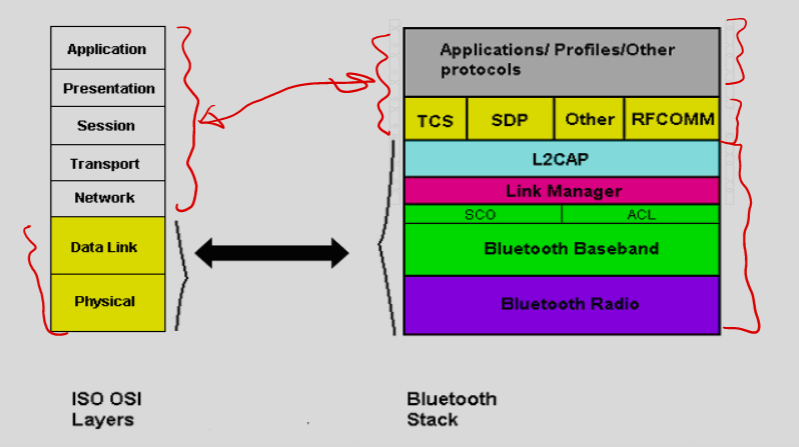 Application
Presentation
Session
Transport
Network
Data Link
Physical
ISO OSI
Layers
Applications/ Profiles/Other
protocols
TCS SDP Other RFCOMM
L2CAP
Link Manager
SCO ACL
Bluetooth Baseband
Bluetooth Radio
Bluetooth
Stack